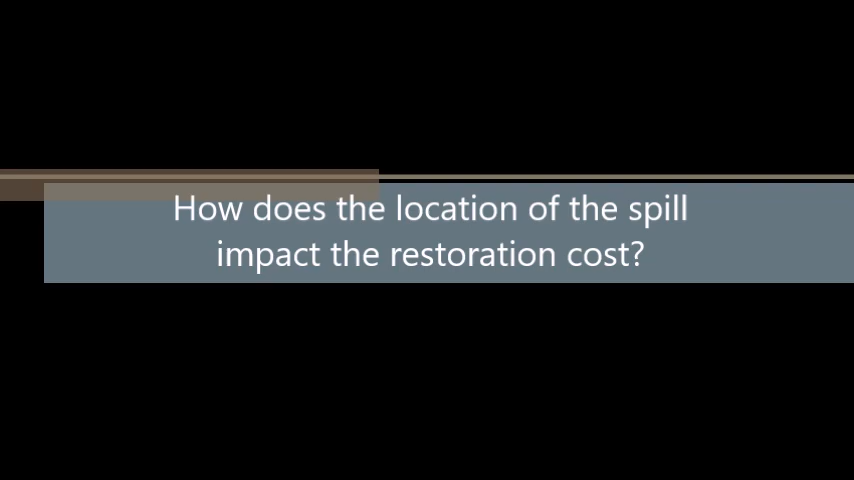 How does the location of the spill
impact the restoration cost?